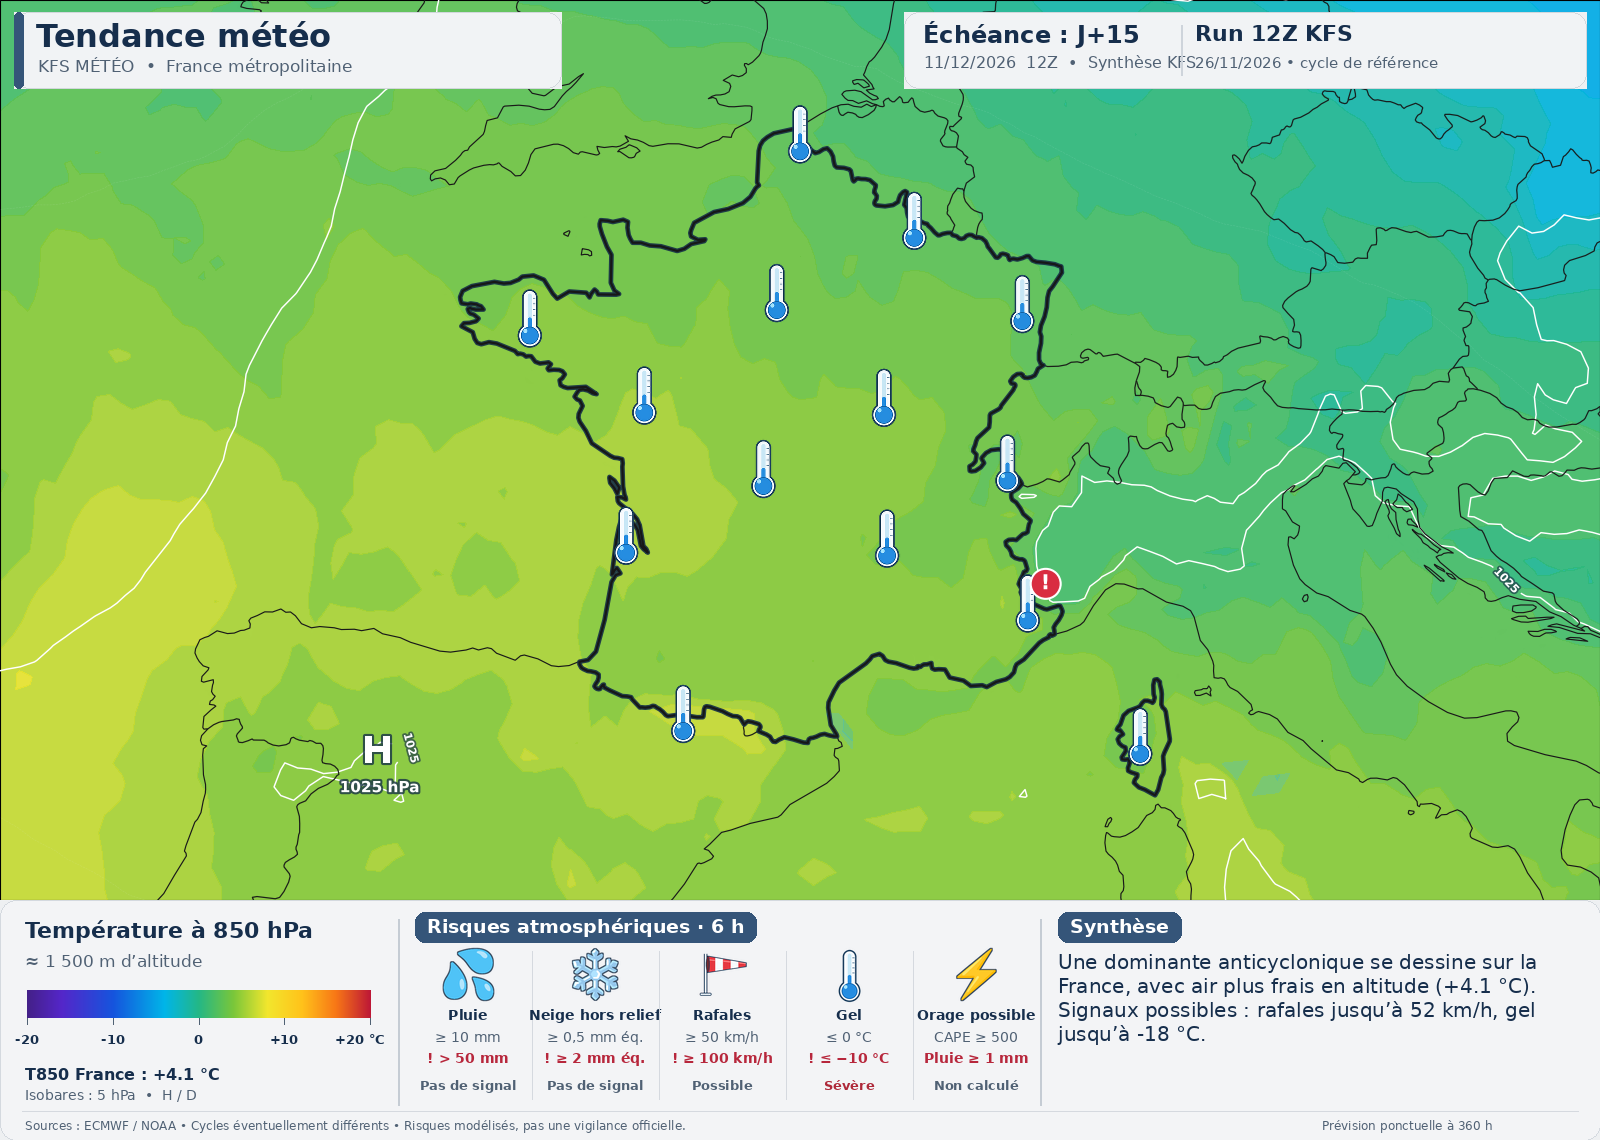 Tendance météo
KFS MÉTÉO • France métropolitaine
Échéance : J+15
11/12/2026 12Z • Synthèse KFS
Run 12Z KFS
26/11/2026 • cycle de référence
!
1025
H
1025
1025 hPa
Température à 850 hPa
≈ 1 500 m d’altitude
-20 -10 0 +10 +20 °C
T850 France : +4.1 °C
Isobares : 5 hPa • H / D
Risques atmosphériques · 6 h
Pluie
≥ 10 mm
! > 50 mm
Pas de signal
Neige hors relief
≥ 0,5 mm éq.
! ≥ 2 mm éq.
Pas de signal
Rafales
≥ 50 km/h
! ≥ 100 km/h
Possible
Gel
≤ 0 °C
! ≤ −10 °C
Sévère
Orage possible
CAPE ≥ 500
Pluie ≥ 1 mm
Non calculé
Synthèse
Une dominante anticyclonique se dessine sur la
France, avec air plus frais en altitude (+4.1 °C).
Signaux possibles : rafales jusqu’à 52 km/h, gel
jusqu’à -18 °C.
Sources : ECMWF / NOAA • Cycles éventuellement différents • Risques modélisés, pas une vigilance officielle.
Prévision ponctuelle à 360 h